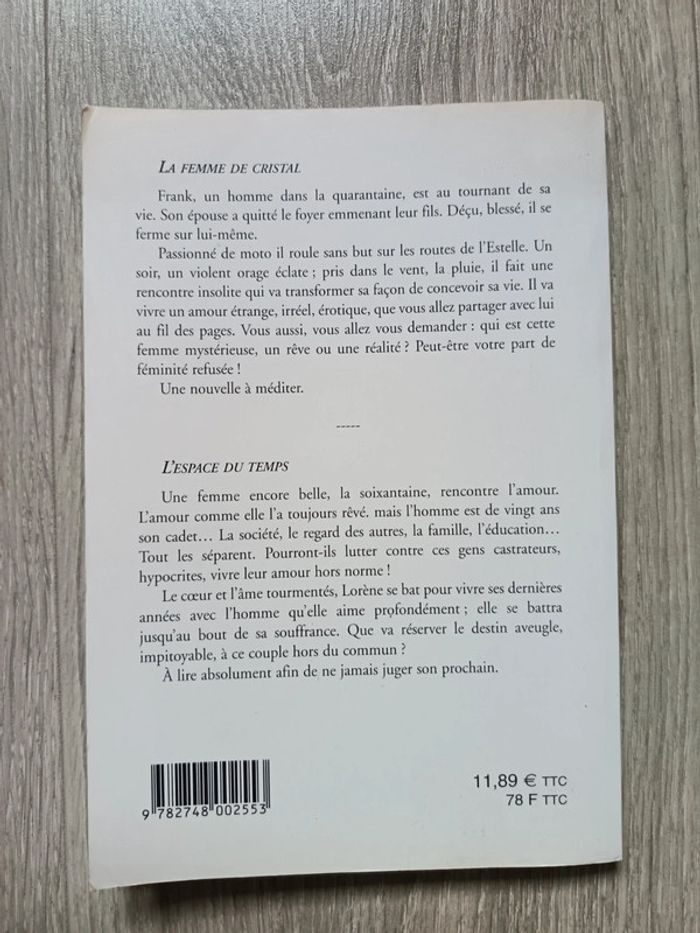 LA FEMME DE CRISTAL
Frank, un homme dans la quarantaine, est au tournant de sa
vie. Son épouse a quitté le foyer emmenant leur fils. Déçu, blessé, il se
ferme sur lui-même.
Passionné de moto il roule sans but sur les routes de l'Estelle. Un
soir, un violent orage éclate ; pris dans le vent, la pluie, il fait une
rencontre insolite qui va transformer sa façon de concevoir sa vie. Il va
vivre un amour étrange, irréel, érotique, que vous allez partager avec lui
au fil des pages. Vous aussi, vous allez vous demander : qui est cette
femme mystérieuse, un rêve ou une réalité ? Peut-être votre part de
féminité refusée !
Une nouvelle à méditer.
-----
L'ESPACE DU TEMPS
Une femme encore belle, la soixantaine, rencontre l'amour.
L'amour comme elle l'a toujours rêvé. mais l'homme est de vingt ans
son cadet… La société, le regard des autres, la famille, l'éducation…
Tout les séparent. Pourront-ils lutter contre ces gens castrateurs,
hypocrites, vivre leur amour hors norme !
Le cœur et l'âme tourmentés, Lorène se bat pour vivre ses dernières
années avec l'homme qu'elle aime profondément ; elle se battra
jusqu'au bout de sa souffrance. Que va réserver le destin aveugle,
impitoyable, à ce couple hors du commun ?
À lire absolument afin de ne jamais juger son prochain.
11,89 € TTC
78 F TTC
9 782748 002553